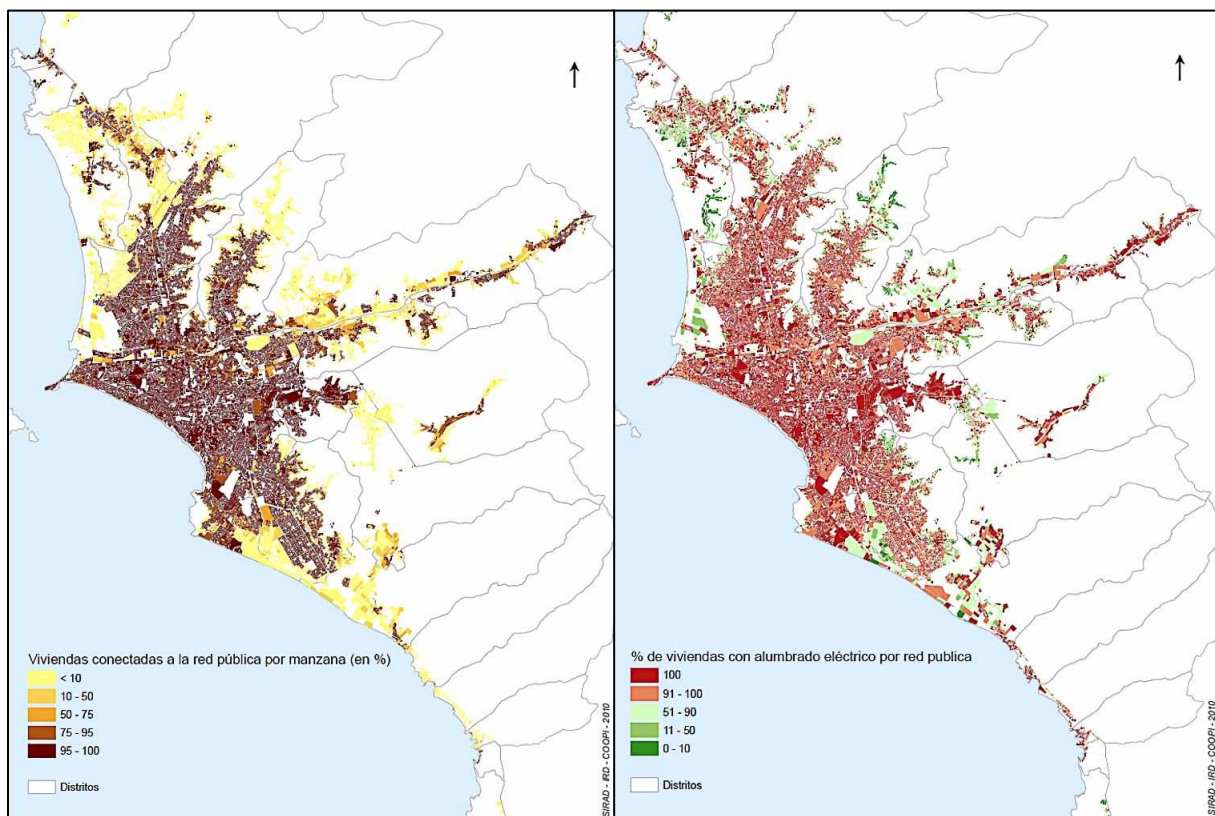 Viviendas conectadas a la red pública por manzana (en %)
< 10
10 - 50
50 - 75
75 - 95
95 - 100
Distritos
SIRAD - IRD - COOPI - 2010
% de viviendas con alumbrado eléctrico por red publica
100
91 - 100
51 - 90
11 - 50
0 - 10
Distritos
SIRAD - IRD - COOPI - 2010